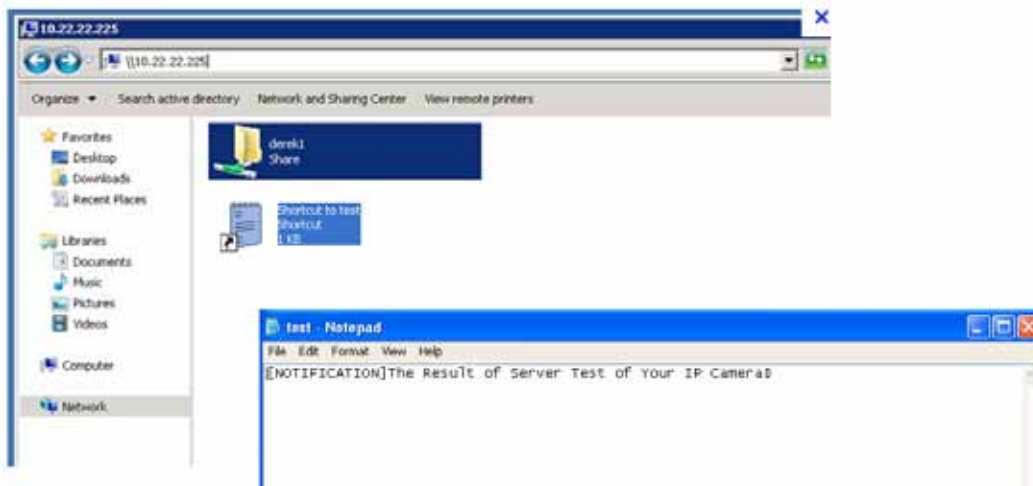 10.22.22.225
\\10.22.22.225
Organize Search active directory Network and Sharing Center View remote printers
Favorites
Desktop
Downloads
Recent Places
Libraries
Documents
Music
Pictures
Videos
Computer
Network
derek1
Share
Shortcut to test
Shortcut
1 KB
test - Notepad
File Edit Format View Help
[NOTIFICATION]The Result of Server Test of Your IP Camera